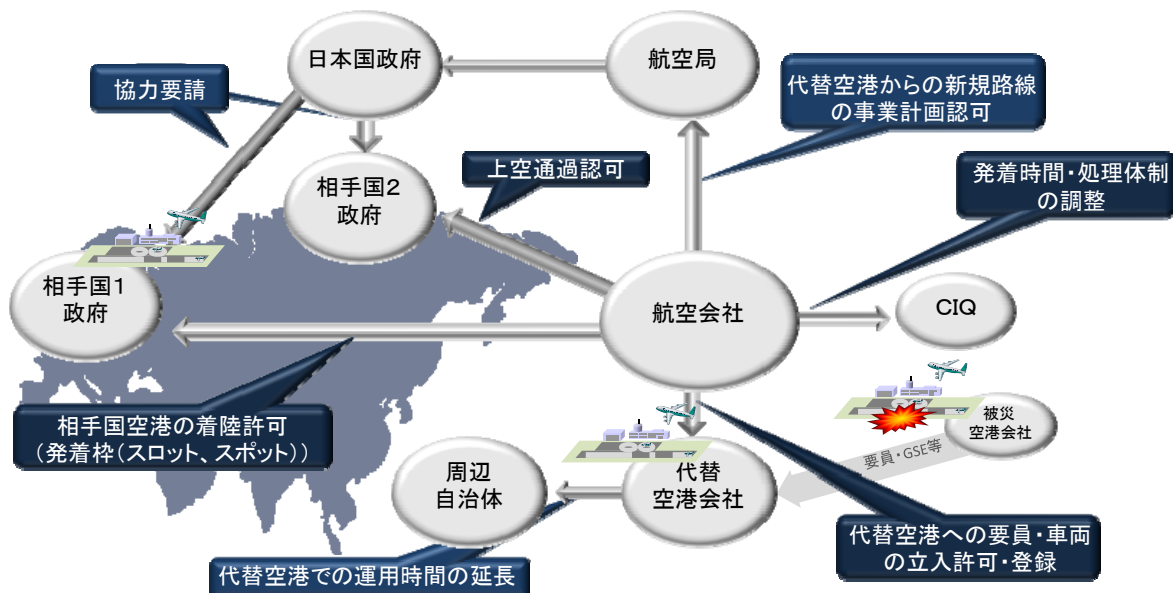 日本国政府
航空局
協力要請
代替空港からの新規路線
の事業計画認可
相手国2
政府
上空通過認可
発着時間・処理体制
の調整
相手国1
政府
航空会社
CIQ
相手国空港の着陸許可
(発着枠(スロット、スポット))
被災
空港会社
要員・GSE等
周辺
自治体
代替
空港会社
代替空港への要員・車両
の立入許可・登録
代替空港での運用時間の延長